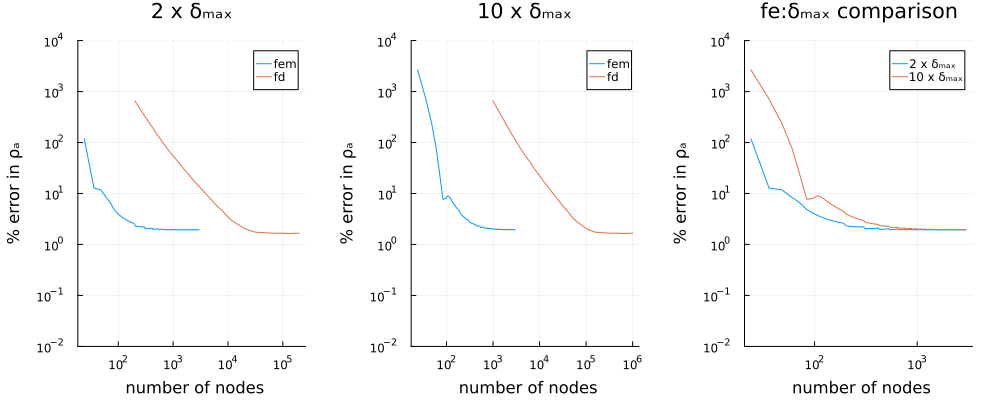 2 x δₘₐₓ
10 x δₘₐₓ
fe:δₘₐₓ comparison
% error in ρₐ
10⁴
10³
10²
10¹
10⁰
10⁻¹
10⁻²
fem
fd
10²
10³
10⁴
10⁵
number of nodes
% error in ρₐ
10⁴
10³
10²
10¹
10⁰
10⁻¹
10⁻²
fem
fd
10²
10³
10⁴
10⁵
10⁶
number of nodes
% error in ρₐ
10⁴
10³
10²
10¹
10⁰
10⁻¹
10⁻²
2 x δₘₐₓ
10 x δₘₐₓ
10²
10³
number of nodes